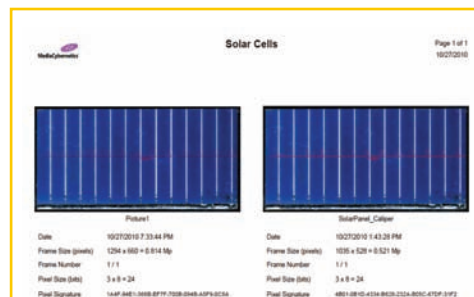 MediaCybernetics
Solar Cells
Page 1 of 1
10/27/2010
Picture1
SolarPanel_Caliper
Date 10/27/2010 7:33:44 PM
Date 10/27/2010 1:43:28 PM
Frame Size (pixels) 1294 x 660 = 0.814 Mp
Frame Size (pixels) 1035 x 528 = 0.521 Mp
Frame Number 1 / 1
Frame Number 1 / 1
Pixel Size (bits) 3 x 8 = 24
Pixel Size (bits) 3 x 8 = 24
Pixel Signature
Pixel Signature